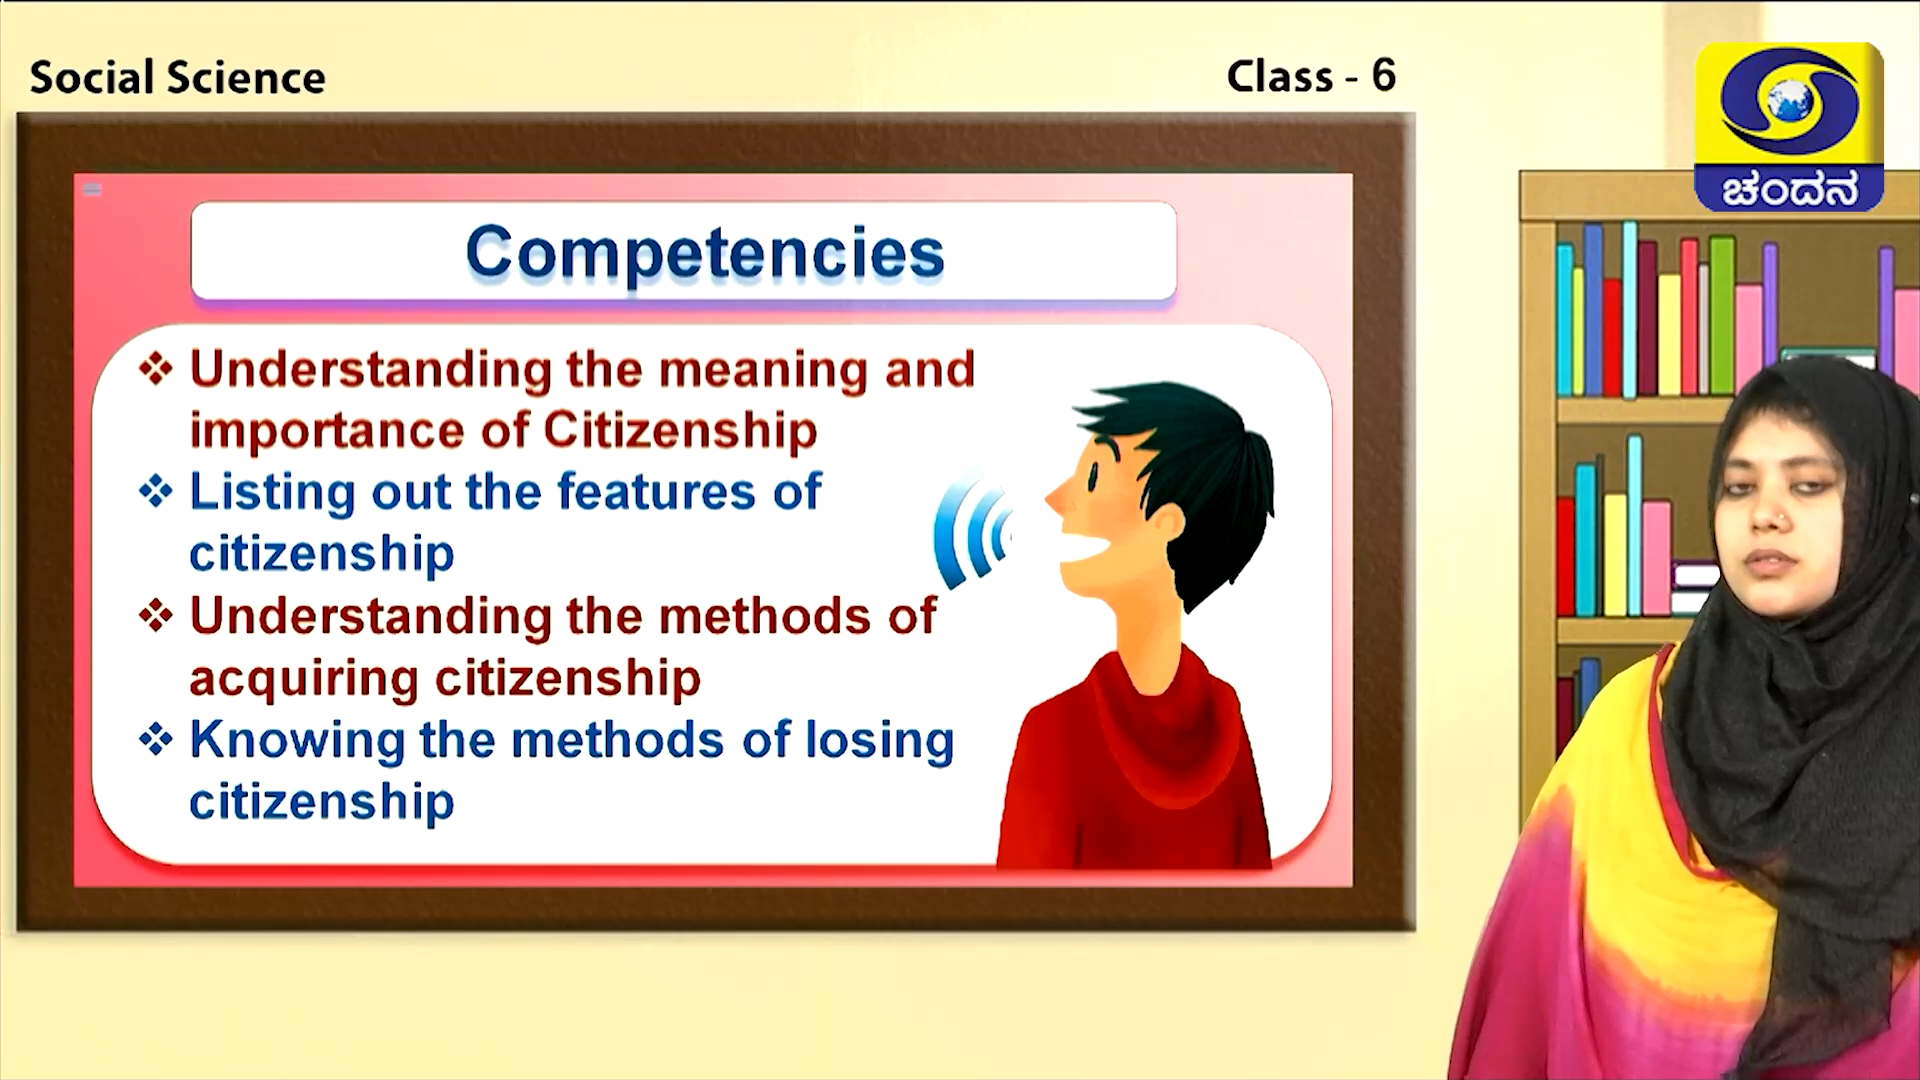 Social Science
Class - 6
ಚಂದನ
Competencies
❖ Understanding the meaning and
importance of Citizenship
❖ Listing out the features of
citizenship
❖ Understanding the methods of
acquiring citizenship
❖ Knowing the methods of losing
citizenship